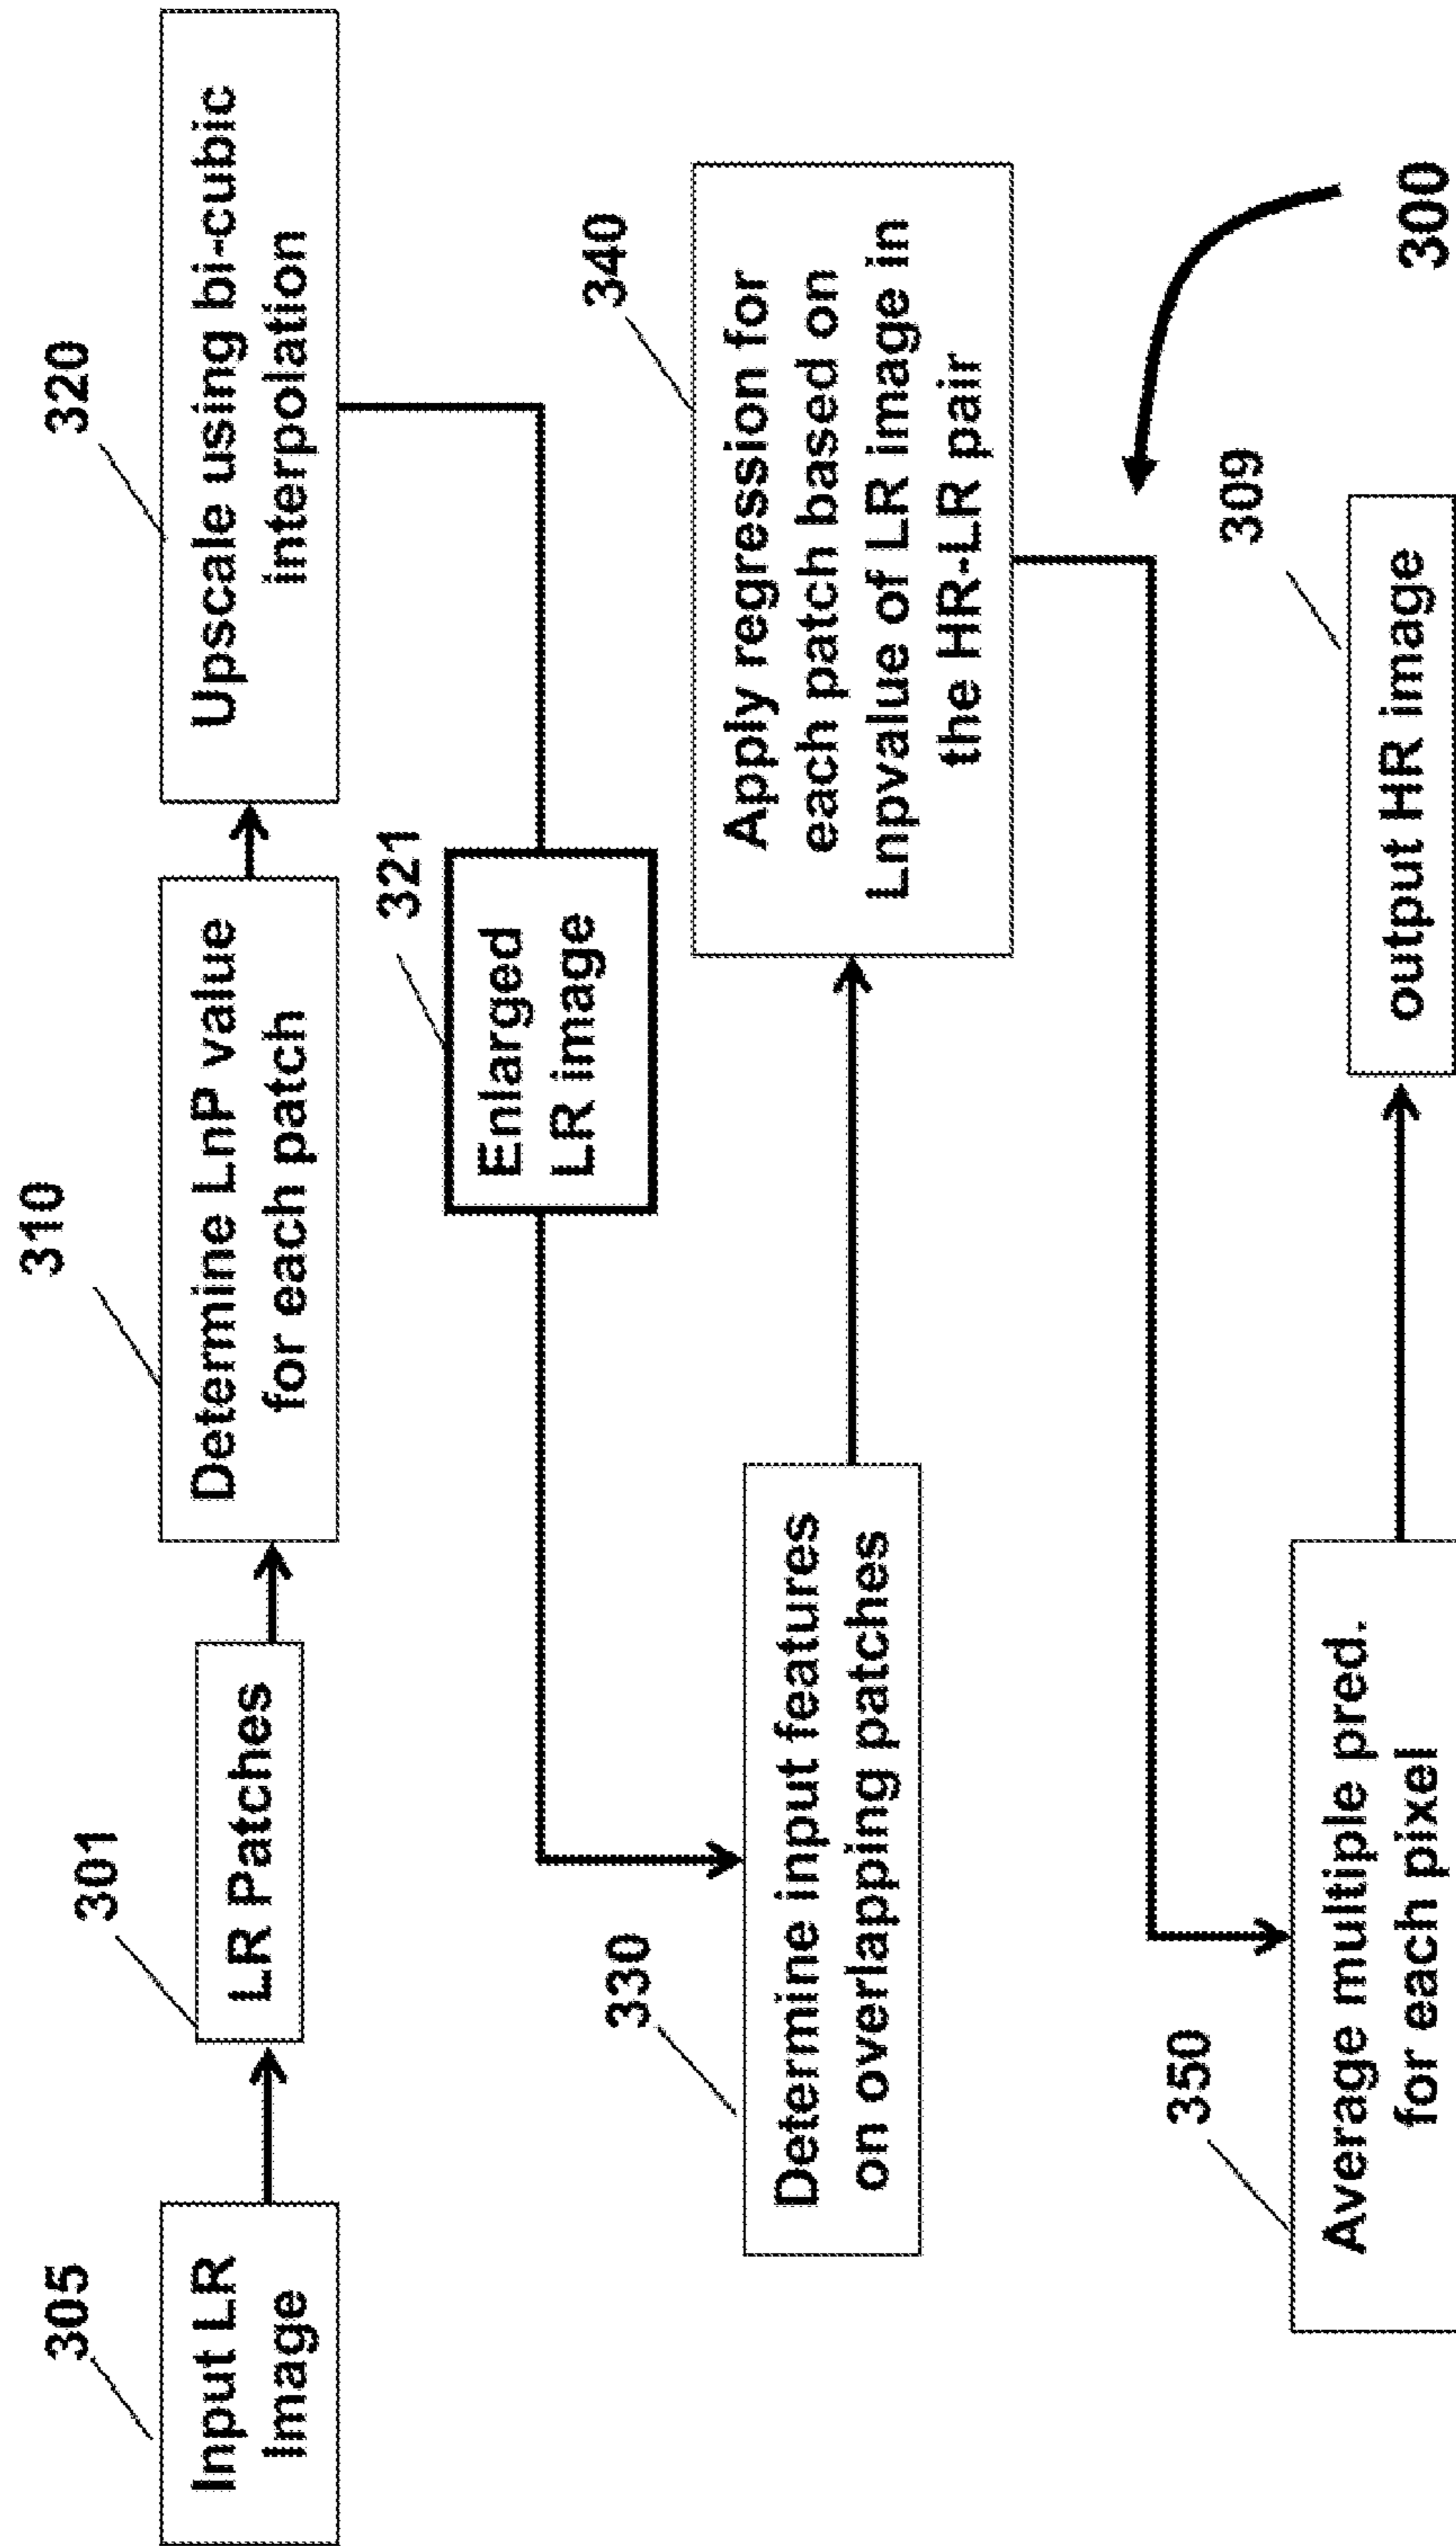 305
Input LR
Image
301
LR Patches
310
Determine LnP value
for each patch
320
Upscale using bi-cubic
interpolation
321
Enlarged
LR image
330
Determine input features
on overlapping patches
340
Apply regression for
each patch based on
Lnpvalue of LR image in
the HR-LR pair
350
Average multiple pred.
for each pixel
309
output HR image
300